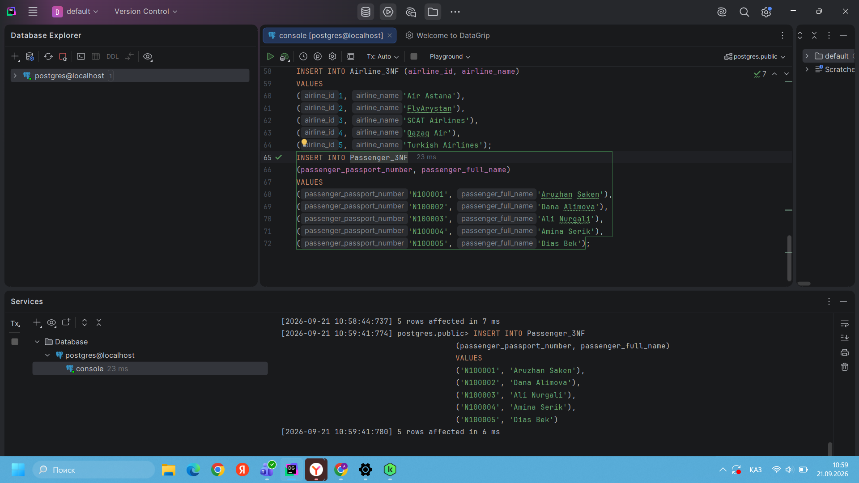 D default Version Control
Database Explorer
DDL
postgres@localhost 1
console [postgres@localhost]
Welcome to DataGrip
Tx: Auto
Playground
postgres.public
7
default
Scratche
58 INSERT INTO Airline_3NF (airline_id, airline_name)
59 VALUES
60 ( airline_id 1, airline_name 'Air Astana'),
61 ( airline_id 2, airline_name 'FlyArystan'),
62 ( airline_id 3, airline_name 'SCAT Airlines'),
63 ( airline_id 4, airline_name 'Qazaq Air'),
64 ( airline_id 5, airline_name 'Turkish Airlines');
65 INSERT INTO Passenger_3NF 23 ms
66 (passenger_passport_number, passenger_full_name)
67 VALUES
68 ( passenger_passport_number 'N100001', passenger_full_name 'Aruzhan Saken'),
69 ( passenger_passport_number 'N100002', passenger_full_name 'Dana Alimova'),
70 ( passenger_passport_number 'N100003', passenger_full_name 'Ali Nurgali'),
71 ( passenger_passport_number 'N100004', passenger_full_name 'Amina Serik'),
72 ( passenger_passport_number 'N100005', passenger_full_name 'Dias Bek');
Services
Tx
Database
postgres@localhost
console 23 ms
[2026-09-21 10:58:44:737] 5 rows affected in 7 ms
[2026-09-21 10:59:41:774] postgres.public> INSERT INTO Passenger_3NF
(passenger_passport_number, passenger_full_name)
VALUES
('N100001', 'Aruzhan Saken'),
('N100002', 'Dana Alimova'),
('N100003', 'Ali Nurgali'),
('N100004', 'Amina Serik'),
('N100005', 'Dias Bek')
[2026-09-21 10:59:41:780] 5 rows affected in 6 ms
Поиск
КАЗ
10:59
21.09.2026